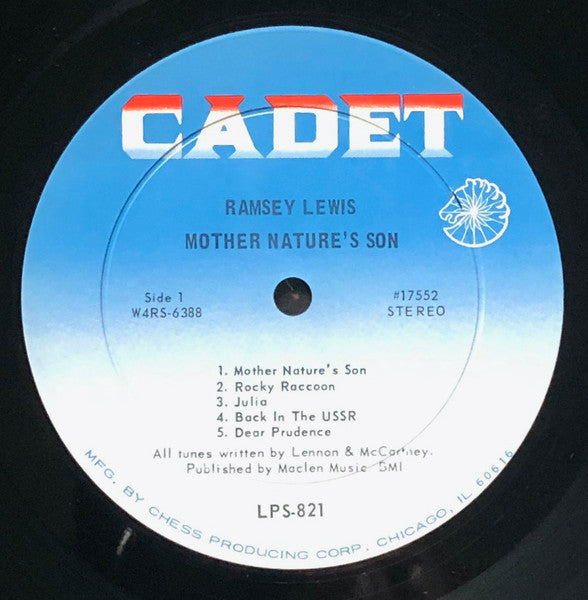 CADET
RAMSEY LEWIS
MOTHER NATURE'S SON
Side 1
W4RS-6388
#17552
STEREO
1. Mother Nature's Son
2. Rocky Raccoon
3. Julia
4. Back In The USSR
5. Dear Prudence
All tunes written by Lennon & McCartney.
Published by Maclen Music BMI
LPS-821
MFG. BY CHESS PRODUCING CORP. CHICAGO, IL 60616